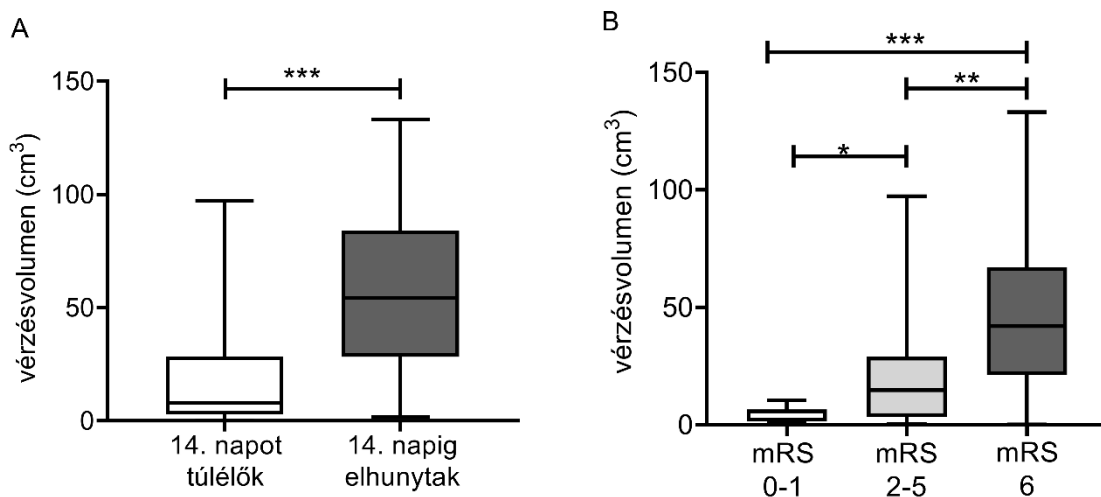 A
vérzésvolumen (cm³)
150
100
50
0
***
14. napot
túlélők
14. napig
elhunytak
B
vérzésvolumen (cm³)
150
100
50
0
***
**
*
mRS
0-1
mRS
2-5
mRS
6